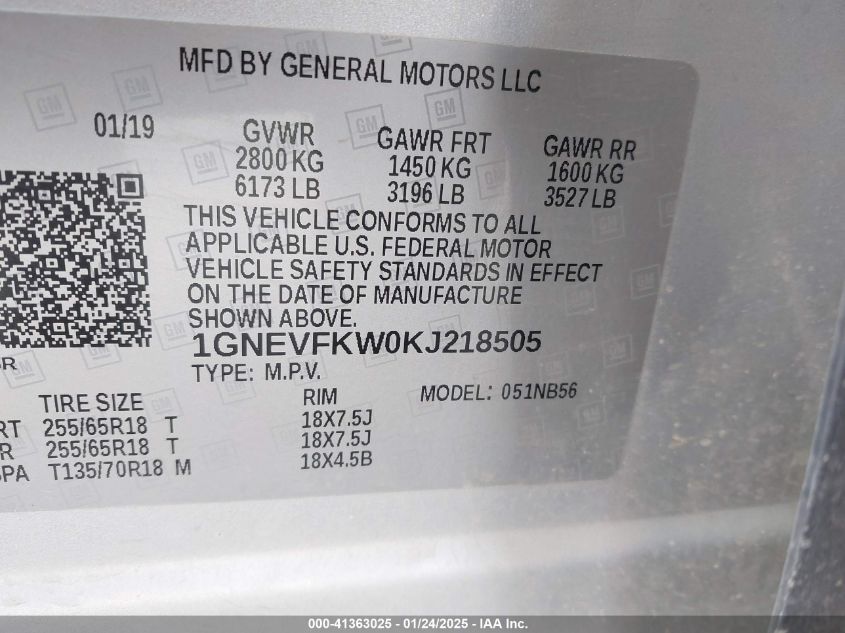 MFD BY GENERAL MOTORS LLC
01/19
GVWR
2800 KG
6173 LB
GAWR FRT
1450 KG
3196 LB
GAWR RR
1600 KG
3527 LB
THIS VEHICLE CONFORMS TO ALL
APPLICABLE U.S. FEDERAL MOTOR
VEHICLE SAFETY STANDARDS IN EFFECT
ON THE DATE OF MANUFACTURE
SHOWN ABOVE.
1GNEVFKW0KJ218505
TYPE: M.P.V.
MODEL: 051NB56
TIRE SIZE RIM
RT 255/65R18 T 18X7.5J
R 255/65R18 T 18X7.5J
SPA T135/70R18 M 18X4.5B
GM
000-41363025 - 01/24/2025 - IAA Inc.